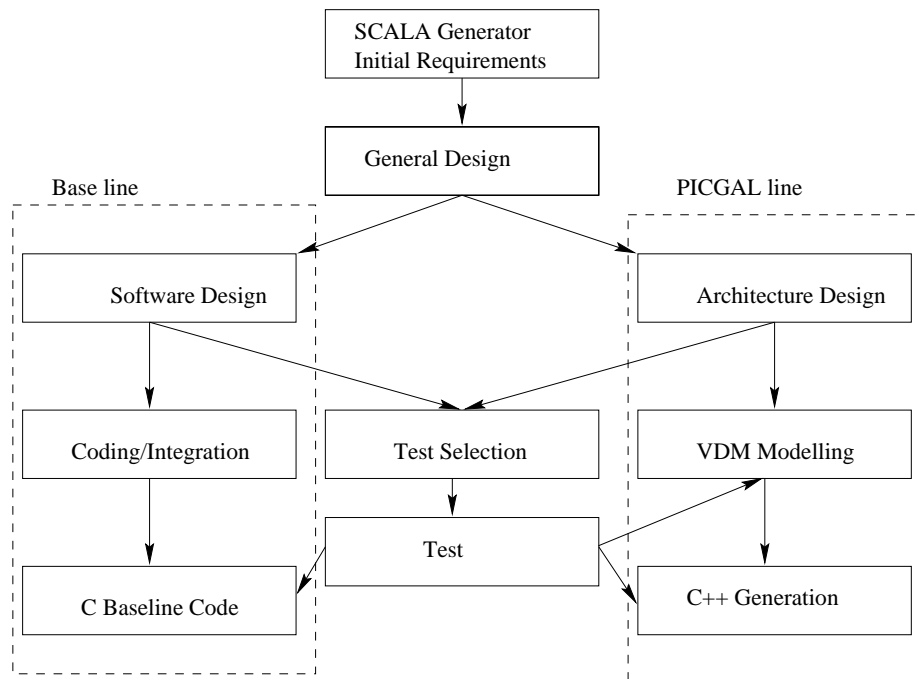 SCALA Generator
Initial Requirements
General Design
Base line
PICGAL line
Software Design
Architecture Design
Coding/Integration
Test Selection
VDM Modelling
Test
C Baseline Code
C++ Generation